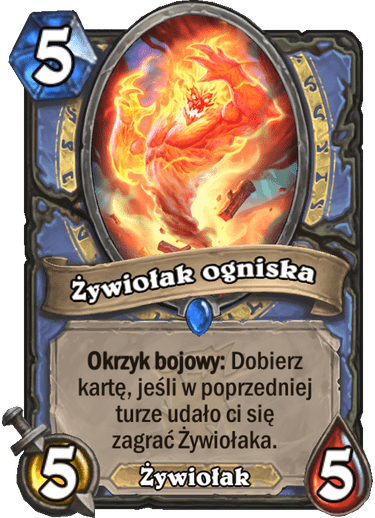 5
Żywiołak ogniska
Okrzyk bojowy: Dobierz
kartę, jeśli w poprzedniej
turze udało ci się
zagrać Żywiołaka.
5
Żywiołak
5